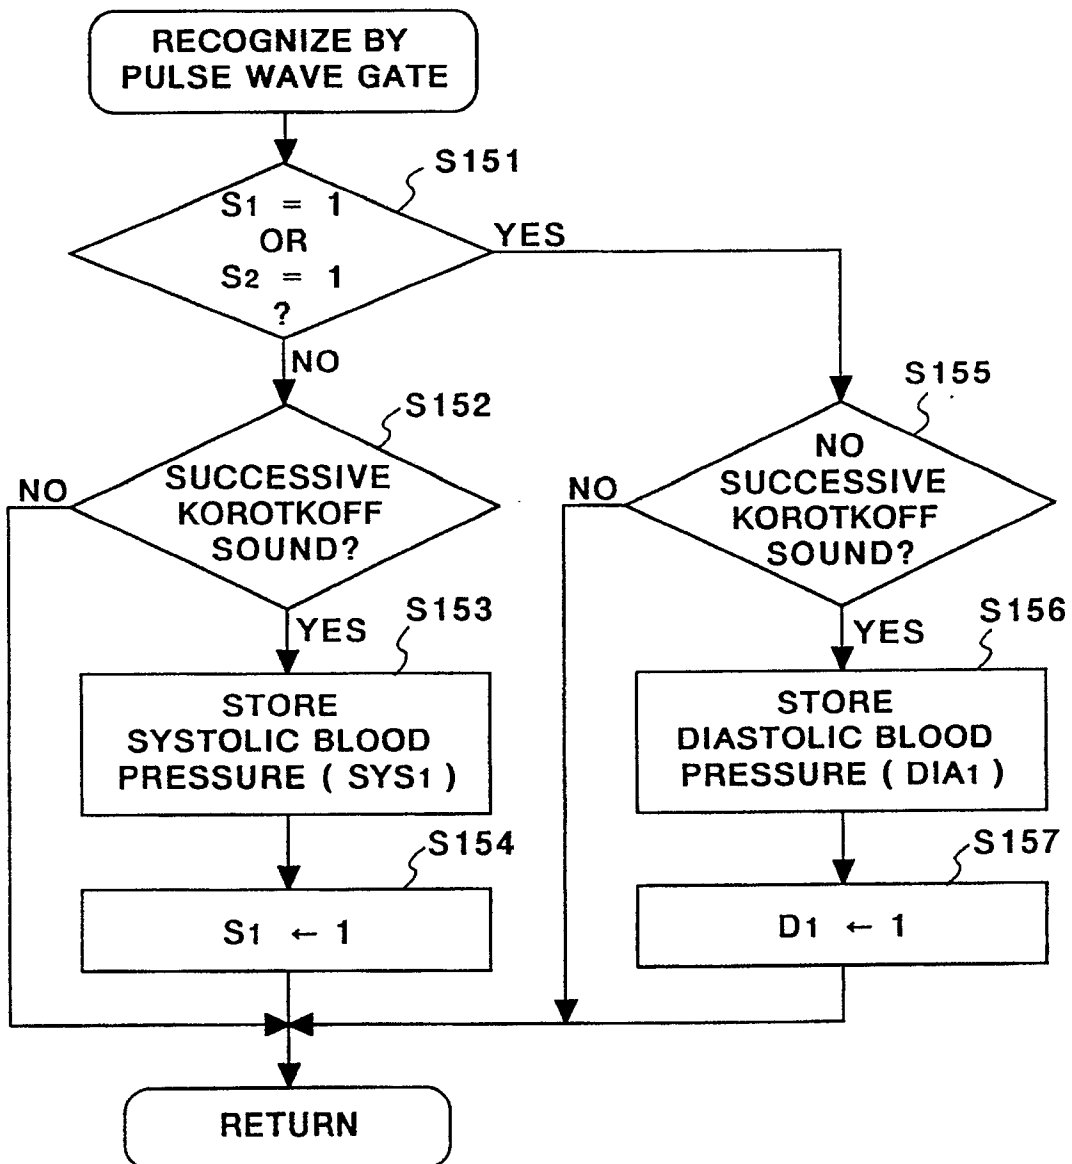 RECOGNIZE BY
PULSE WAVE GATE
S151
S1 = 1
OR
S2 = 1
?
YES
NO
S152
SUCCESSIVE
KOROTKOFF
SOUND?
NO
YES
S153
STORE
SYSTOLIC BLOOD
PRESSURE ( SYS1 )
S154
S1 ← 1
S155
NO
SUCCESSIVE
KOROTKOFF
SOUND?
NO
YES
S156
STORE
DIASTOLIC BLOOD
PRESSURE ( DIA1 )
S157
D1 ← 1
RETURN